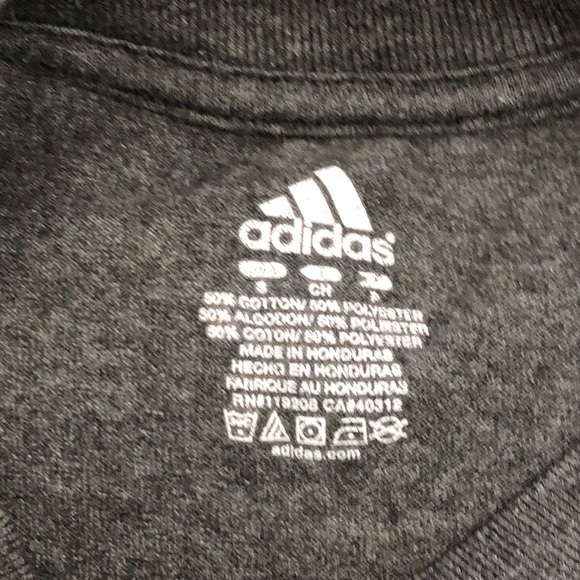 adidas
S CH P
50% COTTON/ 50% POLYESTER
50% ALGODON/ 50% POLIESTER
50% COTON/ 50% POLYESTER
MADE IN HONDURAS
HECHO EN HONDURAS
FABRIQUE AU HONDURAS
RN#119208 CA#40312
adidas.com